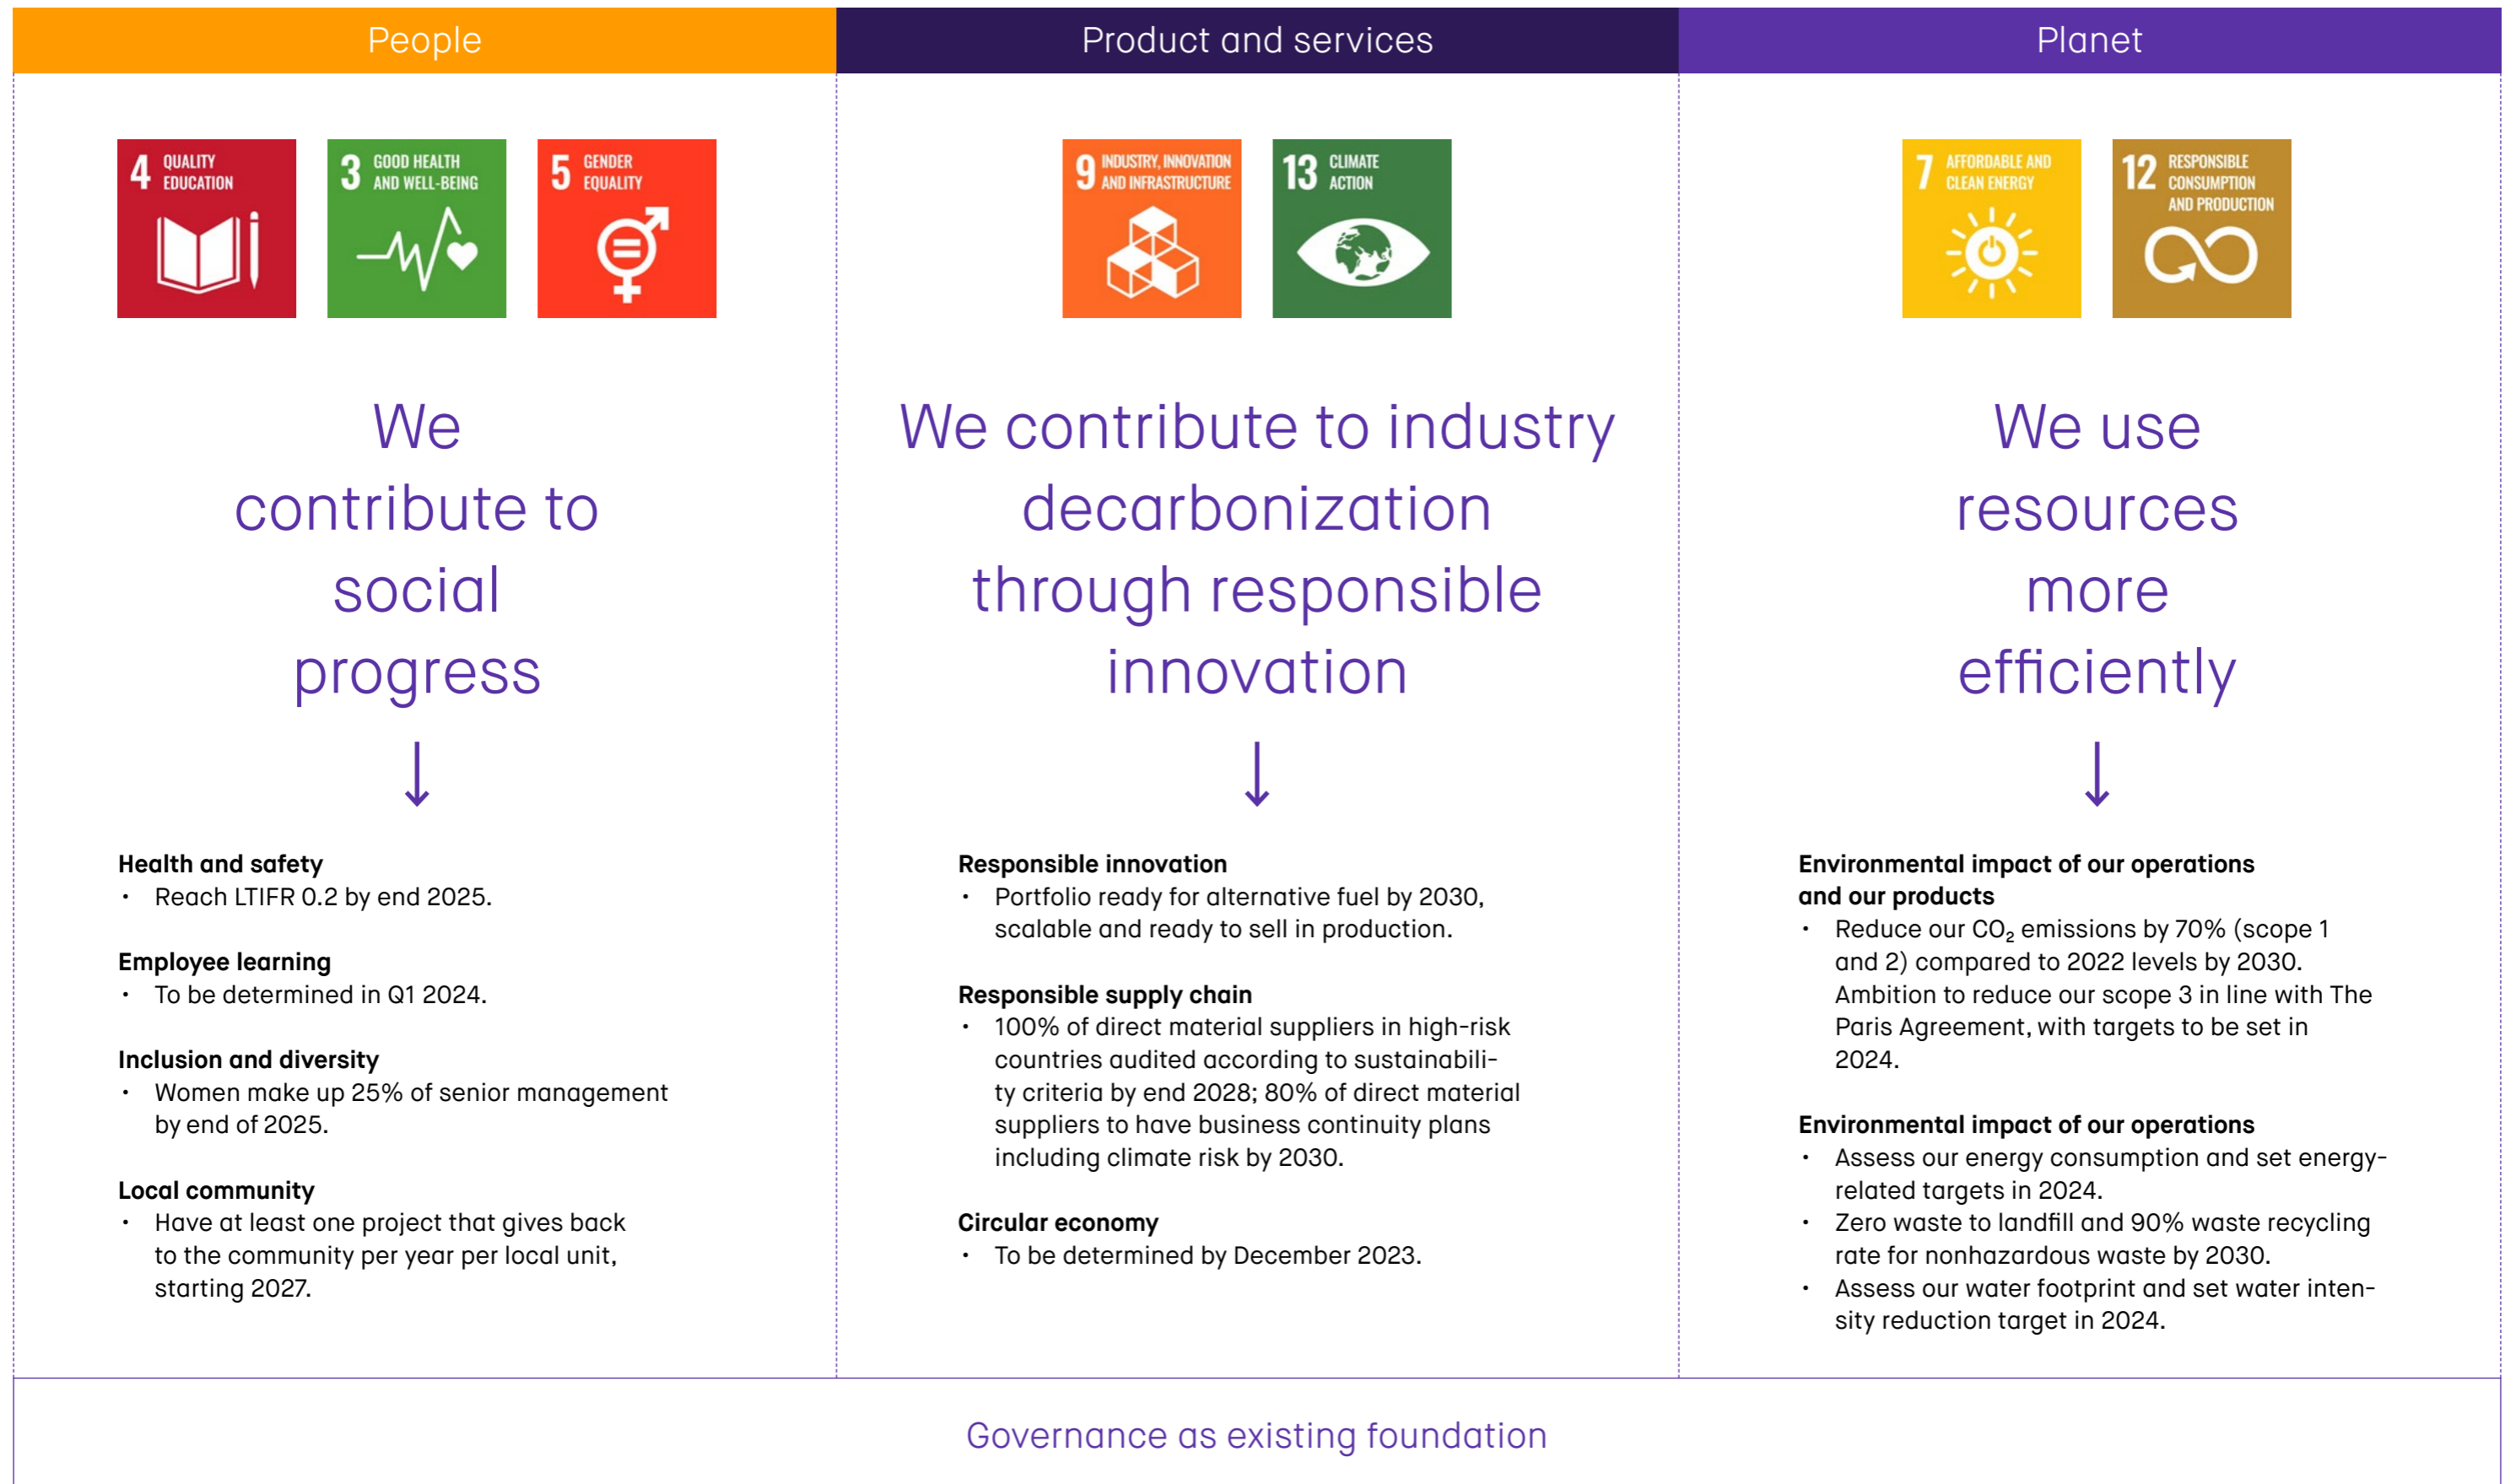 People
Product and services
Planet
4 QUALITY
EDUCATION
3 GOOD HEALTH
AND WELL-BEING
5 GENDER
EQUALITY
9 INDUSTRY, INNOVATION
AND INFRASTRUCTURE
13 CLIMATE
ACTION
7 AFFORDABLE AND
CLEAN ENERGY
12 RESPONSIBLE
CONSUMPTION
AND PRODUCTION
We
contribute to
social
progress
We contribute to industry
decarbonization
through responsible
innovation
We use
resources
more
efficiently
Health and safety
• Reach LTIFR 0.2 by end 2025.
Employee learning
• To be determined in Q1 2024.
Inclusion and diversity
• Women make up 25% of senior management
by end of 2025.
Local community
• Have at least one project that gives back
to the community per year per local unit,
starting 2027.
Responsible innovation
• Portfolio ready for alternative fuel by 2030,
scalable and ready to sell in production.
Responsible supply chain
• 100% of direct material suppliers in high-risk
countries audited according to sustainabili-
ty criteria by end 2028; 80% of direct material
suppliers to have business continuity plans
including climate risk by 2030.
Circular economy
• To be determined by December 2023.
Environmental impact of our operations
and our products
• Reduce our CO₂ emissions by 70% (scope 1
and 2) compared to 2022 levels by 2030.
Ambition to reduce our scope 3 in line with The
Paris Agreement, with targets to be set in
2024.
Environmental impact of our operations
• Assess our energy consumption and set energy-
related targets in 2024.
• Zero waste to landfill and 90% waste recycling
rate for nonhazardous waste by 2030.
• Assess our water footprint and set water inten-
sity reduction target in 2024.
Governance as existing foundation